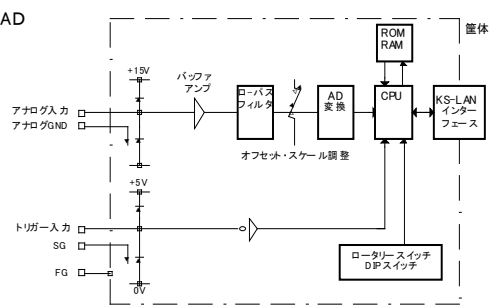 AD
筐体
ROM
RAM
+15V
バッファ
アンプ
ローパス
フィルタ
AD
変換
CPU
KS-LAN
インター
フェース
アナログ入力
アナログGND
オフセット・スケール調整
+5V
トリガー入力
SG
FG
0V
ロータリースイッチ
DIPスイッチ